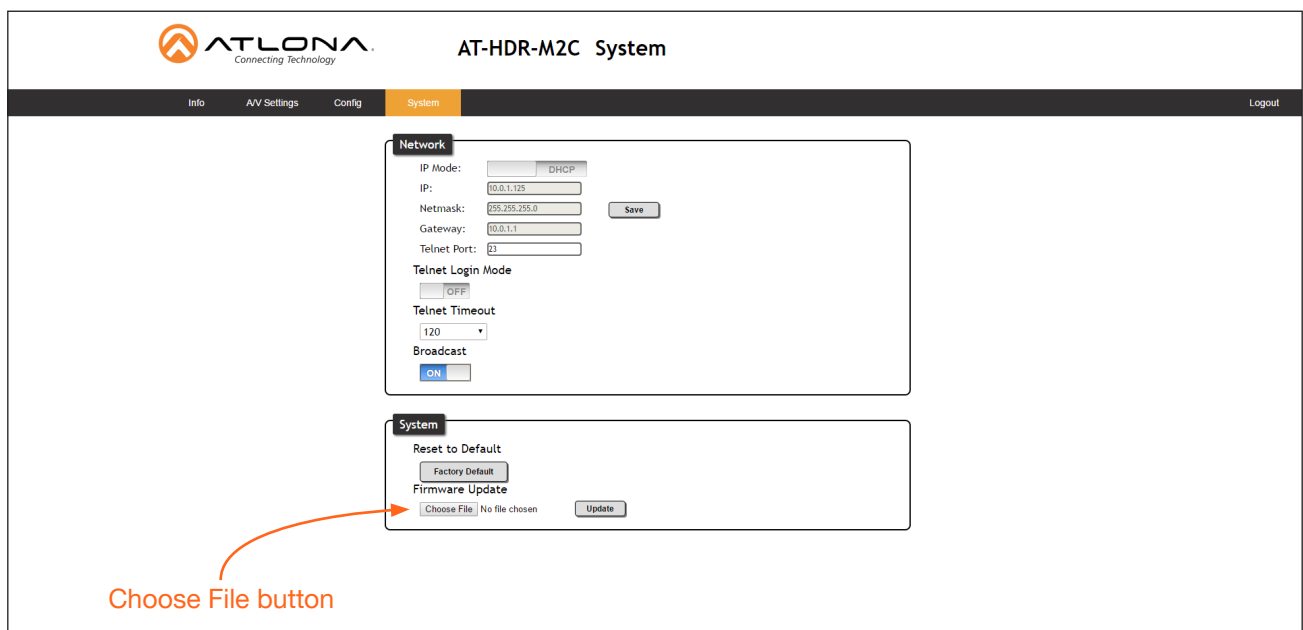 ATLONA.
Connecting Technology
AT-HDR-M2C System
Info A/V Settings Config System Logout
Network
IP Mode: DHCP
IP: 10.0.1.125
Netmask: 255.255.255.0 Save
Gateway: 10.0.1.1
Telnet Port: 23
Telnet Login Mode
OFF
Telnet Timeout
120
Broadcast
ON
System
Reset to Default
Factory Default
Firmware Update
Choose File No file chosen Update
Choose File button